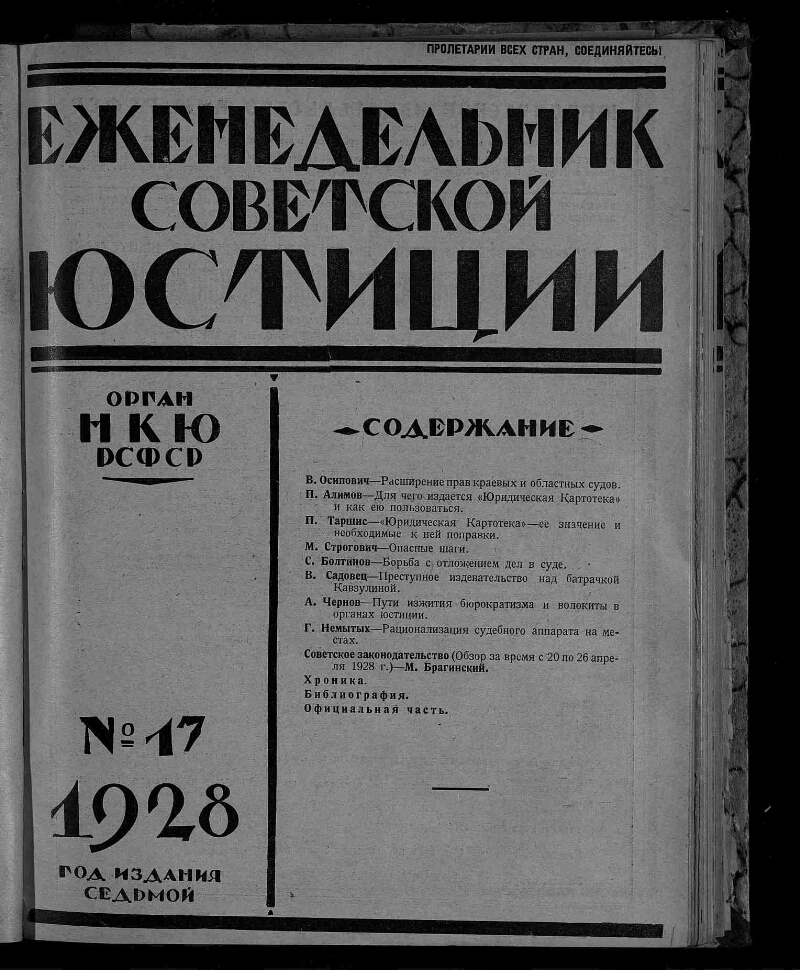 ПРОЛЕТАРИИ ВСЕХ СТРАН, СОЕДИНЯЙТЕСЬ!
ЕЖЕНЕДЕЛЬНИК
СОВЕТСКОЙ
ЮСТИЦИИ
ОРГАН
НКЮ
РСФСР
СОДЕРЖАНИЕ
В. Осипович—Расширение прав краевых и областных судов.
П. Алимов—Для чего издается «Юридическая Картотека»
и как ею пользоваться.
П. Таршис—«Юридическая Картотека»—ее значение и
необходимые к ней поправки.
М. Строгович—Опасные шаги.
С. Болтинов—Борьба с отложением дел в суде.
В. Садовец—Преступное изденательство над батрачкой
Кавзулиной.
А. Чернов—Пути изжития бюрократизма и волокиты в
органах юстиции.
Г. Немытых—Рационализация судебного аппарата на ме-
стах.
Советское законодательство (Обзор за время с 20 по 26 апре-
ля 1928 г.)—М. Брагинский.
Хроника.
Библиография.
Официальная часть.
№ 17
1928
ГОД ИЗДАНИЯ
СЕДЬМОЙ